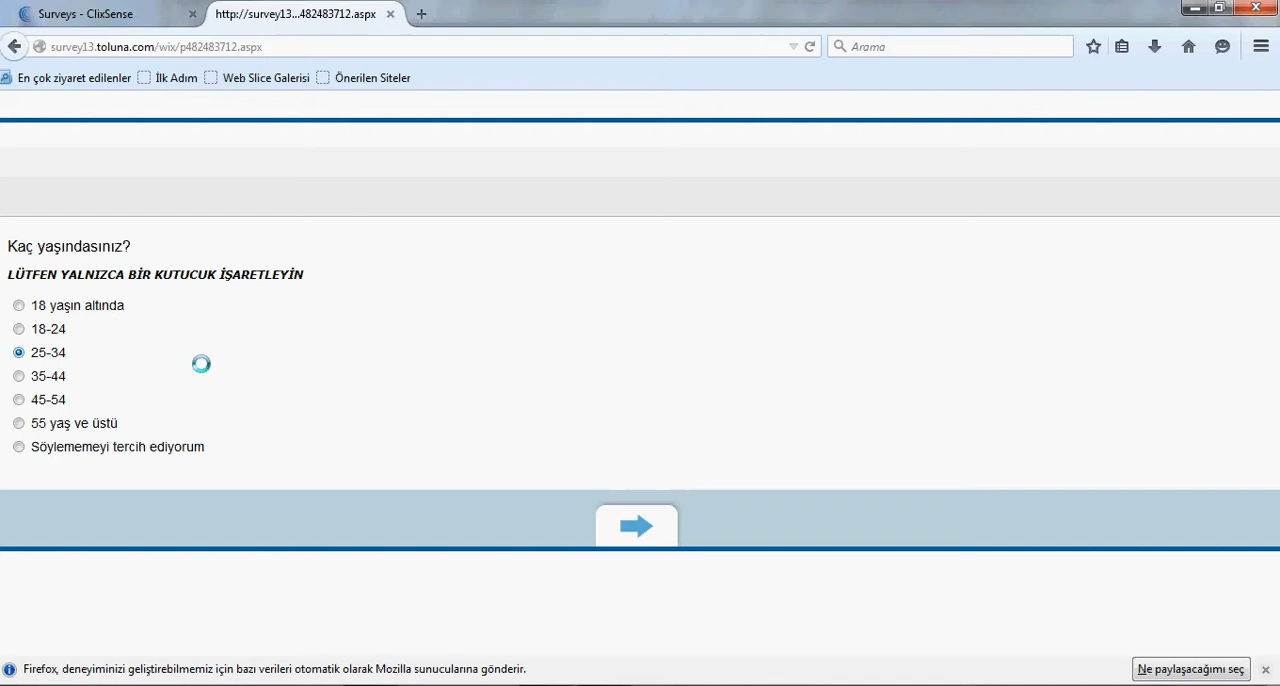 Surveys - ClixSense
http://survey13...482483712.aspx
survey13.toluna.com/wix/p482483712.aspx
Arama
En çok ziyaret edilenler İlk Adım Web Slice Galerisi Önerilen Siteler
Kaç yaşındasınız?
LÜTFEN YALNIZCA BİR KUTUCUK İŞARETLEYİN
18 yaşın altında
18-24
25-34
35-44
45-54
55 yaş ve üstü
Söylememeyi tercih ediyorum
Firefox, deneyiminizi geliştirebilmemiz için bazı verileri otomatik olarak Mozilla sunucularına gönderir.
Ne paylaşacağımı seç